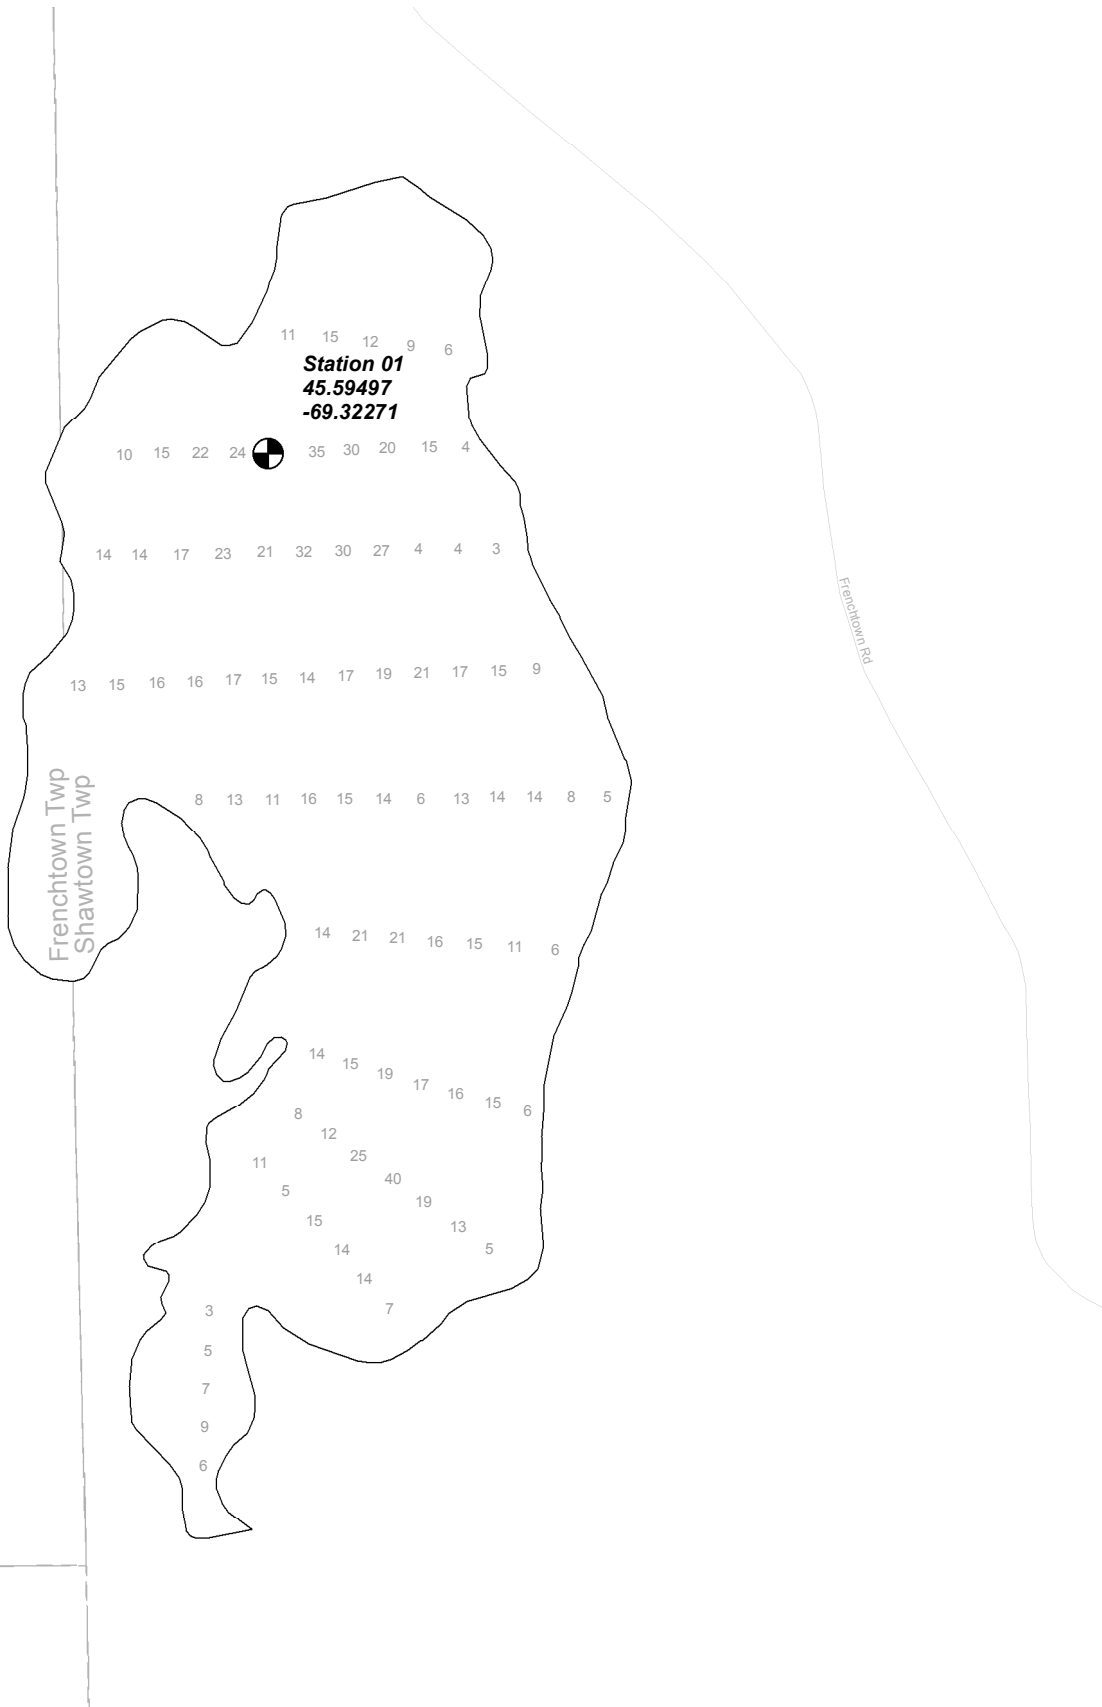 11 15 12 9 6
Station 01
45.59497
-69.32271
10 15 22 24 35 30 20 15 4
14 14 17 23 21 32 30 27 4 4 3
Frenchtown Rd
13 15 16 16 17 15 14 17 19 21 17 15 9
Frenchtown Twp
Shawtown Twp
8 13 11 16 15 14 6 13 14 14 8 5
14 21 21 16 15 11 6
14 15 19 17 16 15 6
8 12 25 40 19 13 5
11 5 15 14 14 7
3
5
7
9
6